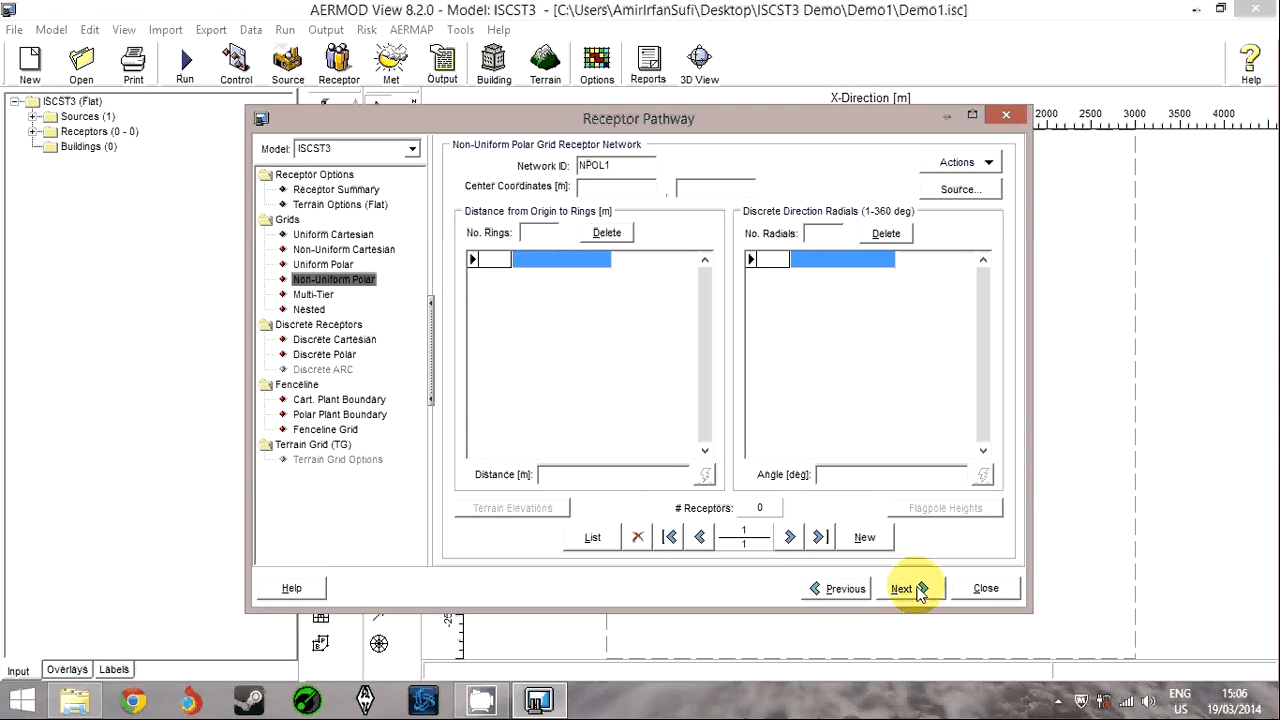 AERMOD View 8.2.0 - Model: ISCST3 - [C:\Users\AmirIrfanSufi\Desktop\ISCST3 Demo\Demo1\Demo1.isc]
File Model Edit View Import Export Data Run Output Risk AERMAP Tools Help
New Open Print Run Control Source Receptor Met Output Building Terrain Options Reports 3D View Help
ISCST3 (Flat)
Sources (1)
Receptors (0 - 0)
Buildings (0)
X-Direction [m]
2000 2500 3000 3500 4000 4500
Receptor Pathway
Model: ISCST3
Receptor Options
Receptor Summary
Terrain Options (Flat)
Grids
Uniform Cartesian
Non-Uniform Cartesian
Uniform Polar
Non-Uniform Polar
Multi-Tier
Nested
Discrete Receptors
Discrete Cartesian
Discrete Polar
Discrete ARC
Fenceline
Cart. Plant Boundary
Polar Plant Boundary
Fenceline Grid
Terrain Grid (TG)
Terrain Grid Options
Non-Uniform Polar Grid Receptor Network
Network ID: NPOL1
Actions
Center Coordinates [m]: ,
Source...
Distance from Origin to Rings [m]
No. Rings: Delete
Distance [m]:
Discrete Direction Radials (1-360 deg)
No. Radials: Delete
Angle [deg]:
Terrain Elevations # Receptors: 0 Flagpole Heights
List 1 New
1
Help Previous Next Close
Input Overlays Labels
ENG 15:06
US 19/03/2014